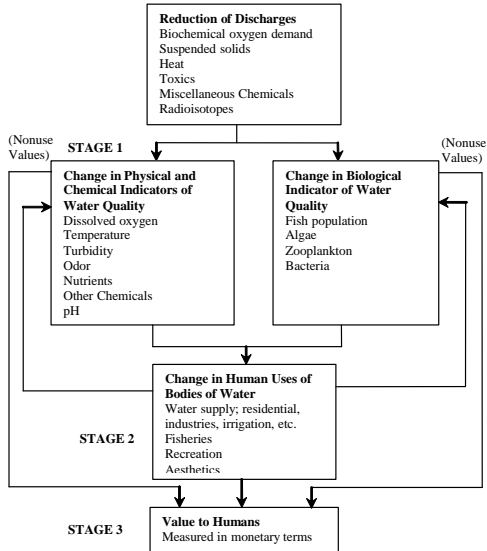 Reduction of Discharges
Biochemical oxygen demand
Suspended solids
Heat
Toxics
Miscellaneous Chemicals
Radioisotopes
(Nonuse
Values)
STAGE 1
(Nonuse
Values)
Change in Physical and
Chemical Indicators of
Water Quality
Dissolved oxygen
Temperature
Turbidity
Odor
Nutrients
Other Chemicals
pH
Change in Biological
Indicator of Water
Quality
Fish population
Algae
Zooplankton
Bacteria
Change in Human Uses of
Bodies of Water
Water supply; residential,
industries, irrigation, etc.
Fisheries
Recreation
Aesthetics
STAGE 2
STAGE 3
Value to Humans
Measured in monetary terms